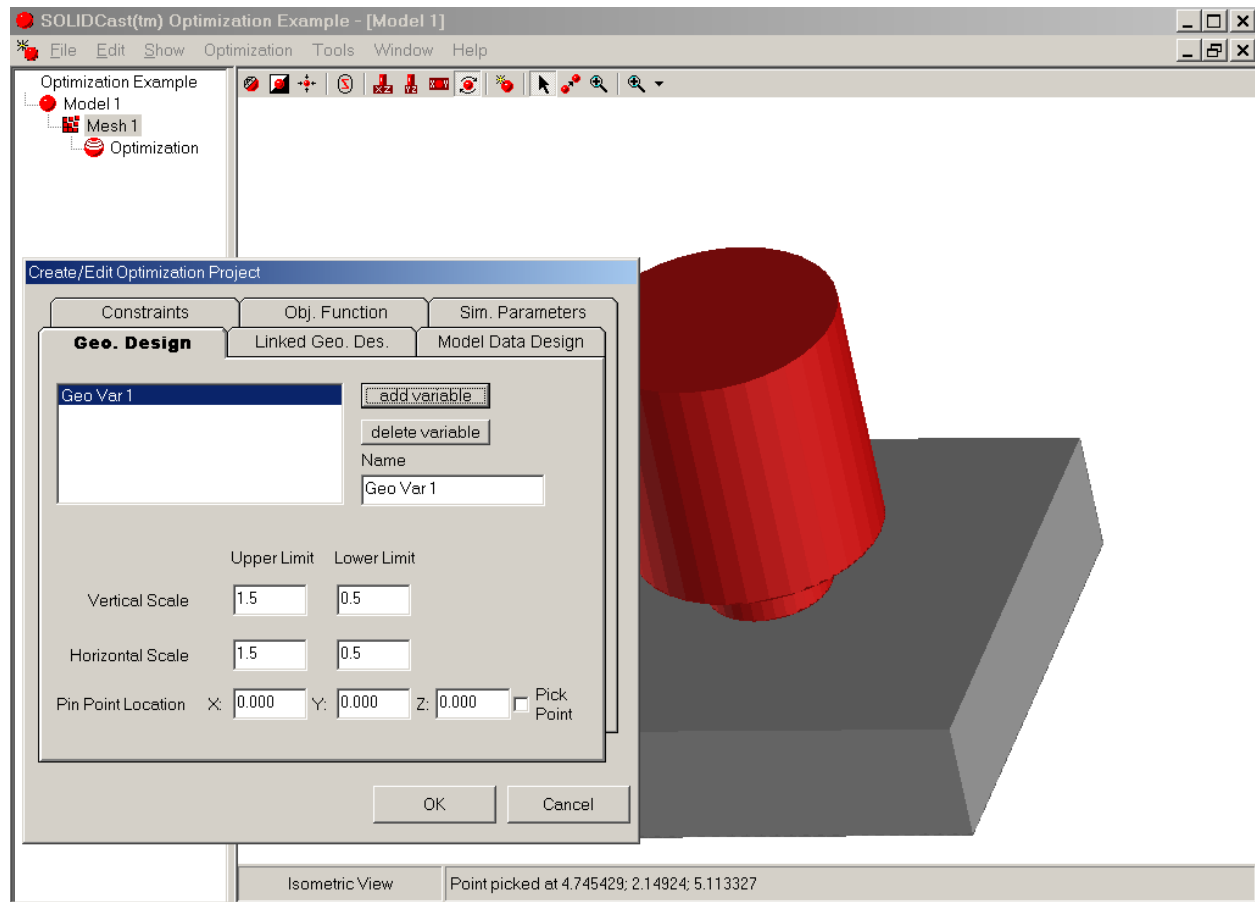 SOLIDCast(tm) Optimization Example - [Model 1]
File Edit Show Optimization Tools Window Help
Optimization Example
Model 1
Mesh 1
Optimization
Create/Edit Optimization Project
Constraints Obj. Function Sim. Parameters
Geo. Design Linked Geo. Des. Model Data Design
Geo Var 1
add variable
delete variable
Name
Geo Var 1
Upper Limit Lower Limit
Vertical Scale 1.5 0.5
Horizontal Scale 1.5 0.5
Pin Point Location X: 0.000 Y: 0.000 Z: 0.000 Pick Point
OK Cancel
Isometric View Point picked at 4.745429; 2.14924; 5.113327